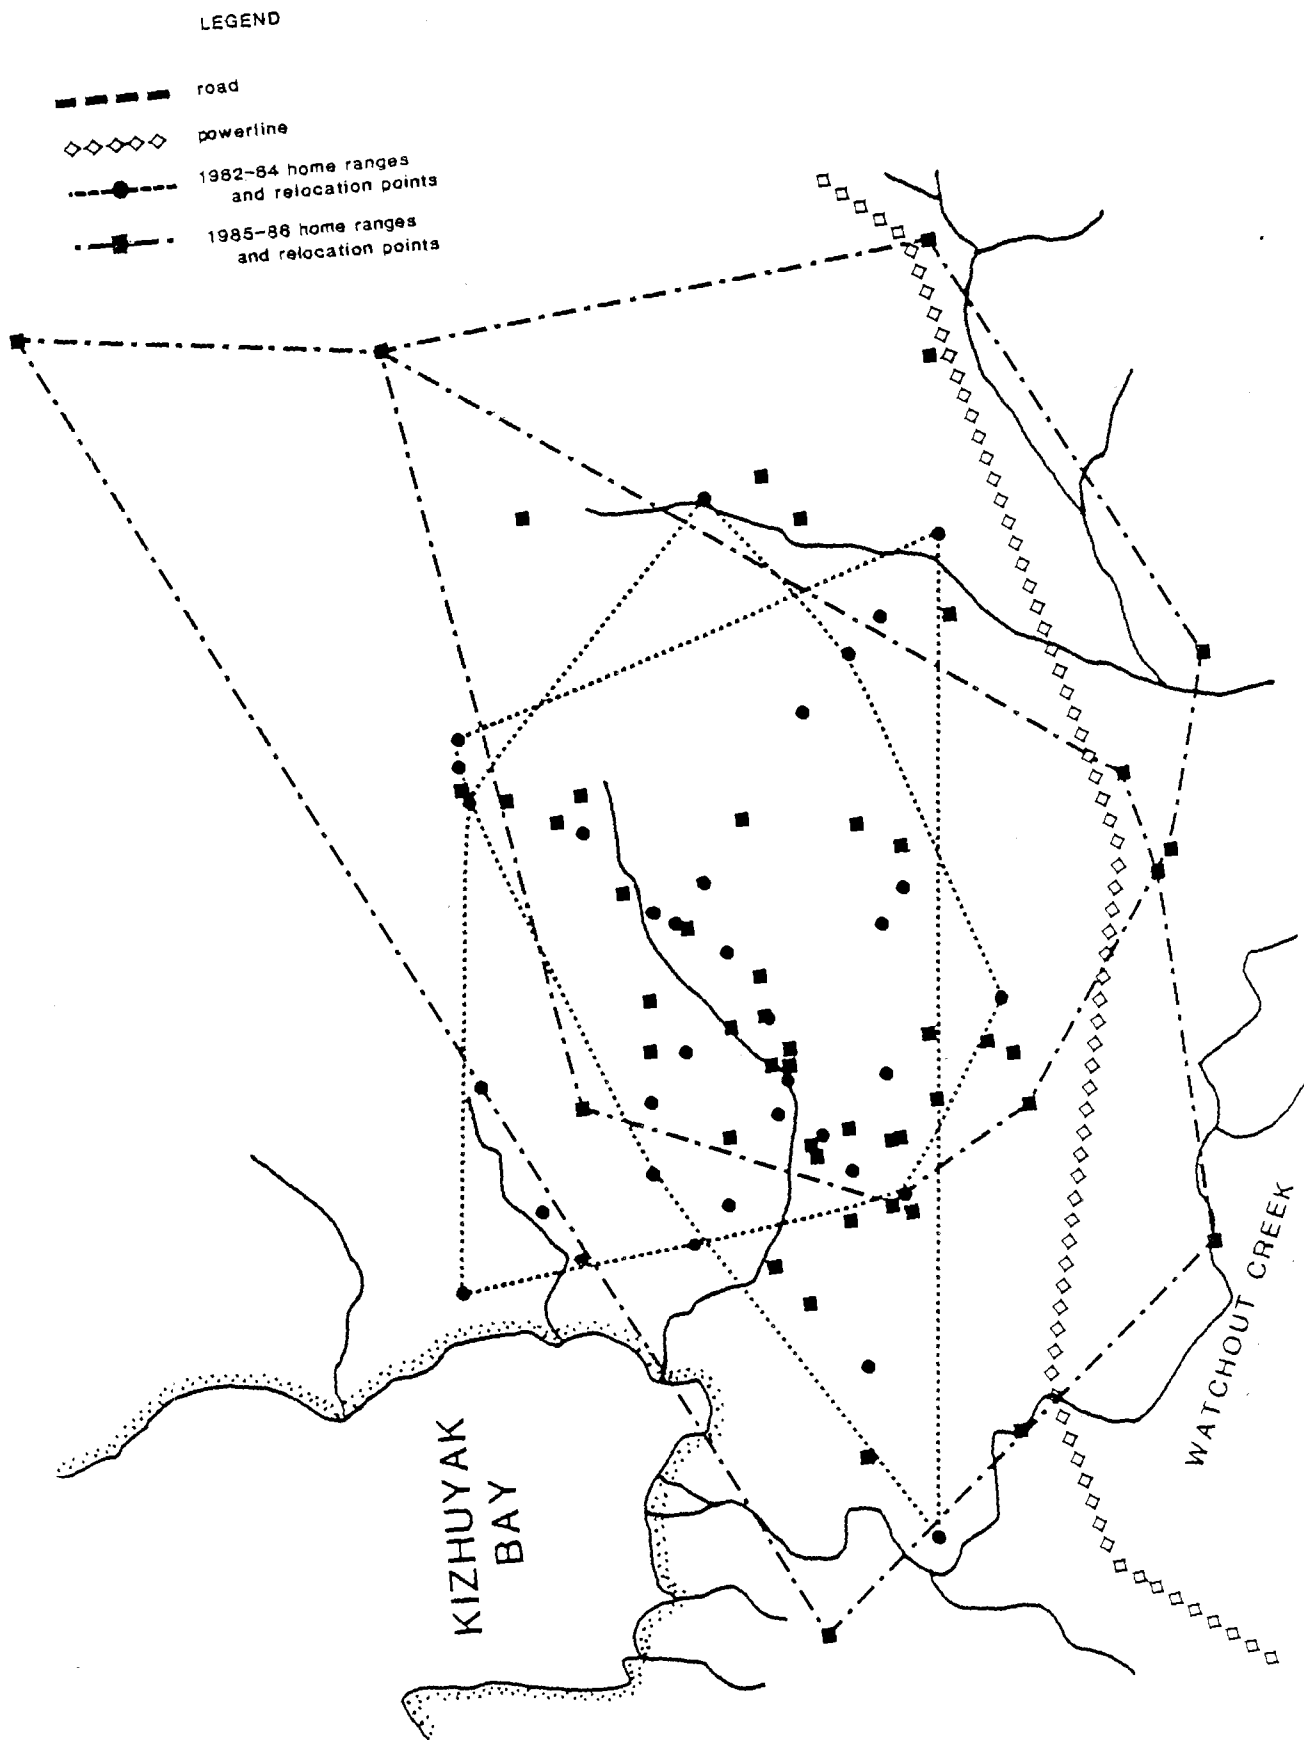 LEGEND
road
powerline
1982-84 home ranges
and relocation points
1985-86 home ranges
and relocation points
KIZHUYAK
BAY
WATCHOUT CREEK